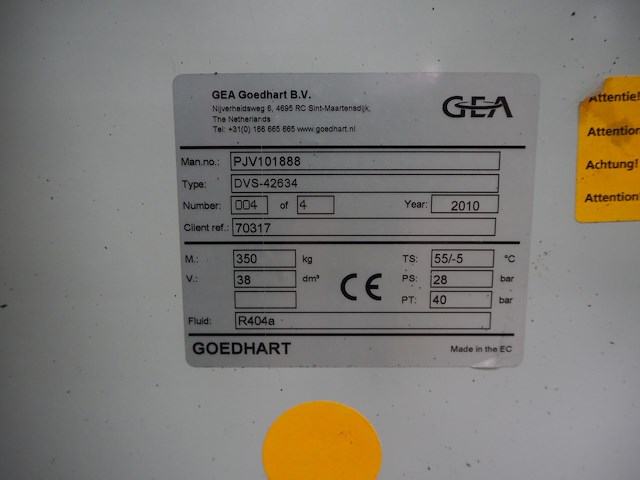 GEA Goedhart B.V.
Nijverheidsweg 6, 4695 RC Sint-Maartensdijk,
The Netherlands
Tel: +31(0) 166 665 665 www.goedhart.nl
GEA
Man.no.: PJV101888
Type: DVS-42634
Number: 004 of 4 Year: 2010
Client ref.: 70317
M.: 350 kg TS: 55/-5 °C
V.: 38 dm³ CE PS: 28 bar
PT: 40 bar
Fluid: R404a
GOEDHART Made in the EC
Attentie!
Attention
Achtung!
Attention!